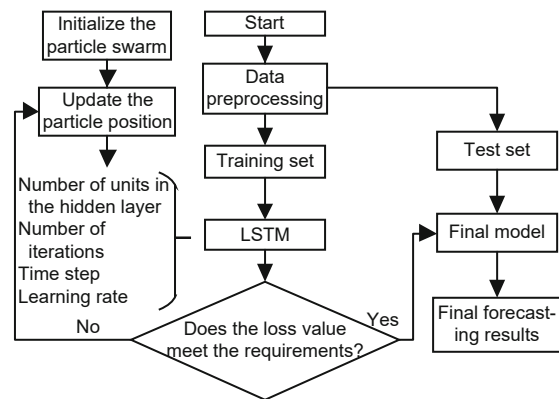 Initialize the
particle swarm
Update the
particle position
Number of units in
the hidden layer
Number of
iterations
Time step
Learning rate
Start
Data
preprocessing
Training set
LSTM
Does the loss value
meet the requirements?
No
Yes
Test set
Final model
Final forecast-
ing results